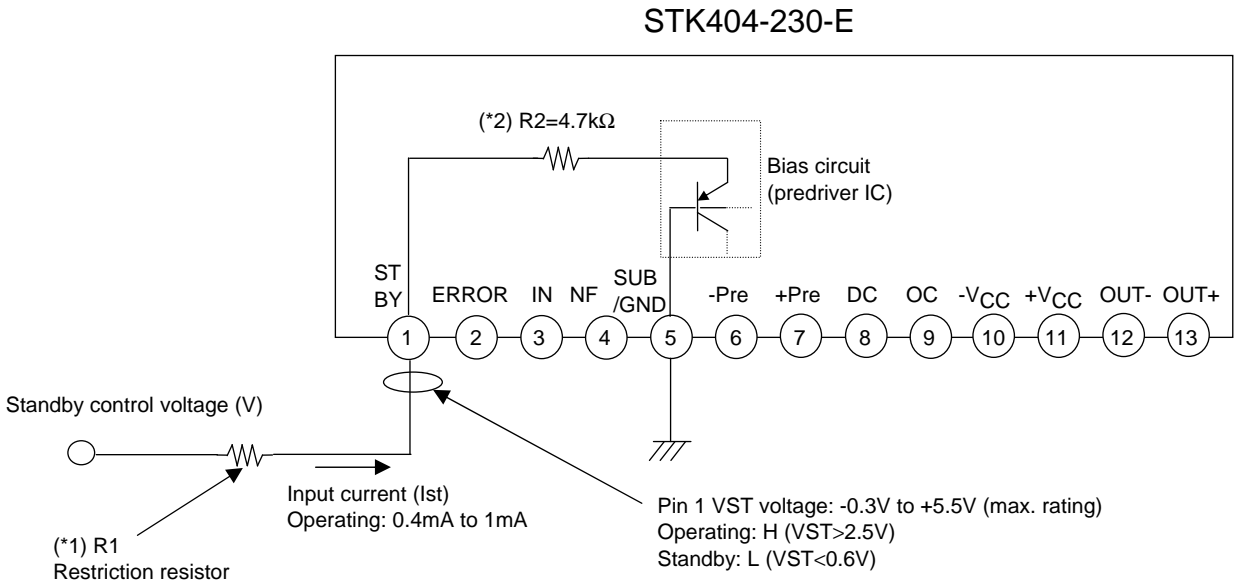 STK404-230-E
(*2) R2=4.7kΩ
Bias circuit
(predriver IC)
ST
BY
ERROR
IN
NF
SUB
/GND
-Pre
+Pre
DC
OC
-VCC
+VCC
OUT-
OUT+
1
2
3
4
5
6
7
8
9
10
11
12
13
Standby control voltage (V)
Input current (Ist)
Operating: 0.4mA to 1mA
Pin 1 VST voltage: -0.3V to +5.5V (max. rating)
Operating: H (VST>2.5V)
Standby: L (VST<0.6V)
(*1) R1
Restriction resistor